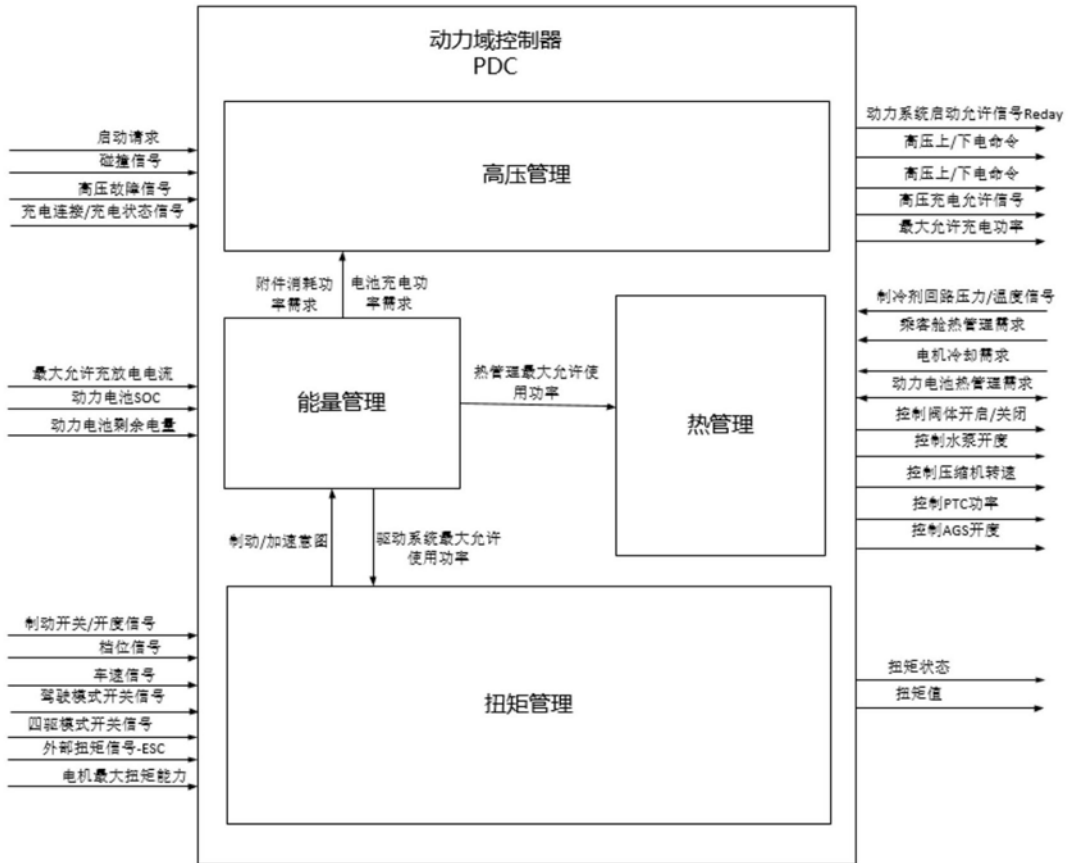 动力域控制器
PDC
启动请求
碰撞信号
高压故障信号
充电连接/充电状态信号
高压管理
动力系统启动允许信号Reday
高压上/下电命令
高压上/下电命令
高压充电允许信号
最大允许充电功率
附件消耗功
率需求
电池充电功
率需求
最大允许充放电电流
动力电池SOC
动力电池剩余电量
能量管理
热管理最大允许使
用功率
热管理
制冷剂回路压力/温度信号
乘客舱热管理需求
电机冷却需求
动力电池热管理需求
控制阀体开启/关闭
控制水泵开度
控制压缩机转速
控制PTC功率
控制AGS开度
制动/加速意图
驱动系统最大允许
使用功率
制动开关/开度信号
档位信号
车速信号
驾驶模式开关信号
四驱模式开关信号
外部扭矩信号-ESC
电机最大扭矩能力
扭矩管理
扭矩状态
扭矩值